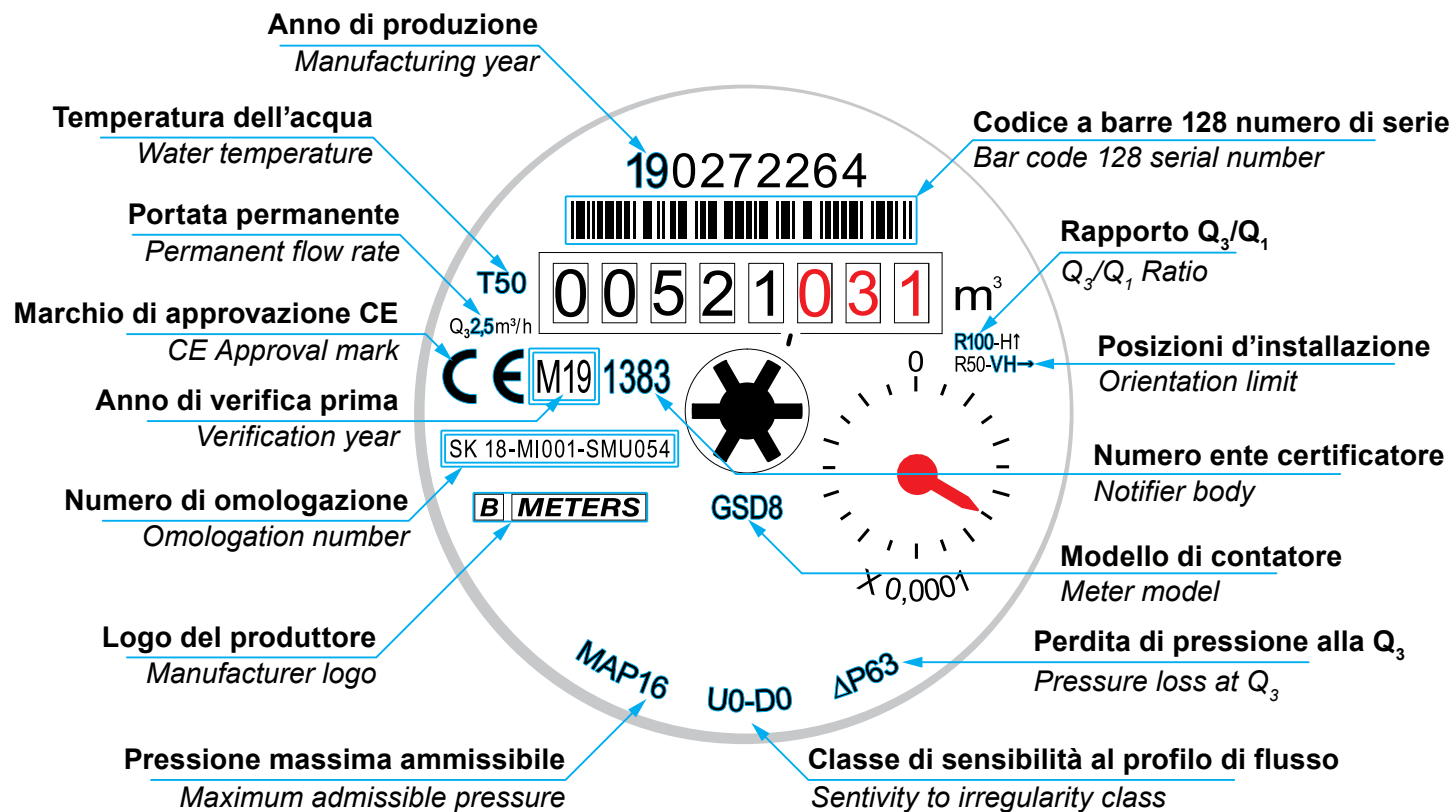 Anno di produzione
Manufacturing year
Temperatura dell'acqua
Water temperature
Codice a barre 128 numero di serie
Bar code 128 serial number
190272264
Portata permanente
Permanent flow rate
Rapporto Q₃/Q₁
Q₃/Q₁ Ratio
T50
00521031 m³
Q₃2,5m³/h
Marchio di approvazione CE
CE Approval mark
R100-H↑
R50-VH→
Posizioni d'installazione
Orientation limit
CE M19 1383
0
Anno di verifica prima
Verification year
SK 18-MI001-SMU054
Numero ente certificatore
Notifier body
Numero di omologazione
Omologation number
B METERS
GSD8
Modello di contatore
Meter model
X 0,0001
Logo del produttore
Manufacturer logo
Perdita di pressione alla Q₃
Pressure loss at Q₃
MAP16
U0-D0
ΔP63
Pressione massima ammissibile
Maximum admissible pressure
Classe di sensibilità al profilo di flusso
Sentivity to irregularity class